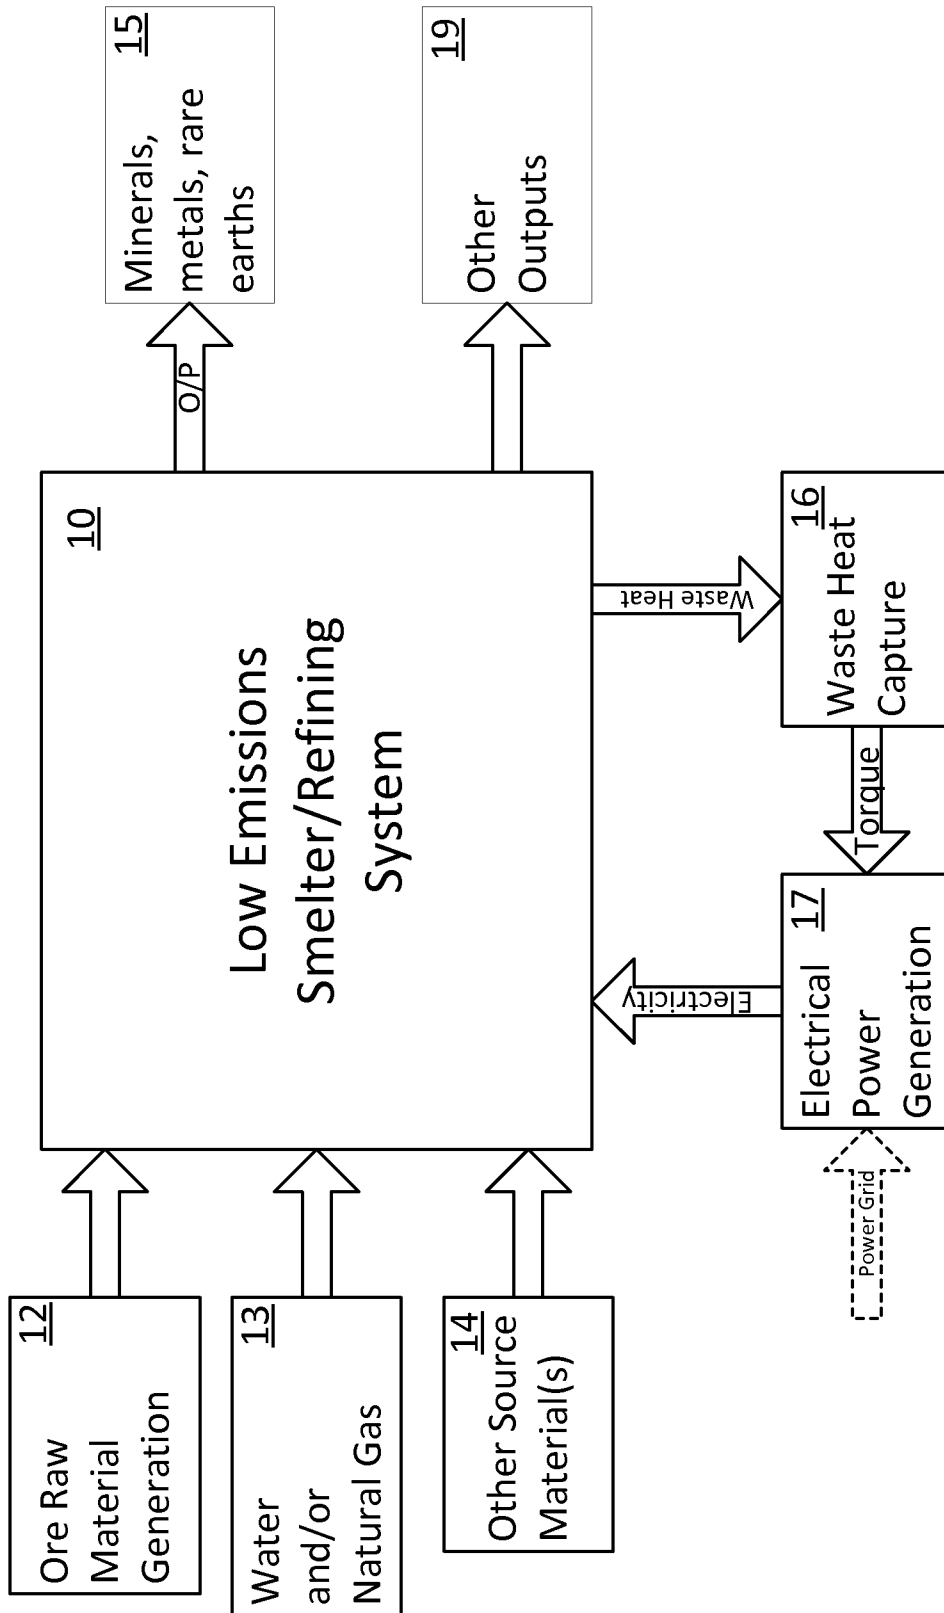 12
Ore Raw
Material
Generation
13
Water
and/or
Natural Gas
14
Other Source
Material(s)
10
Low Emissions
Smelter/Refining
System
O/P
15
Minerals,
metals, rare
earths
19
Other
Outputs
Waste Heat
16
Waste Heat
Capture
Torque
17
Electrical
Power
Generation
Electricity
Power Grid